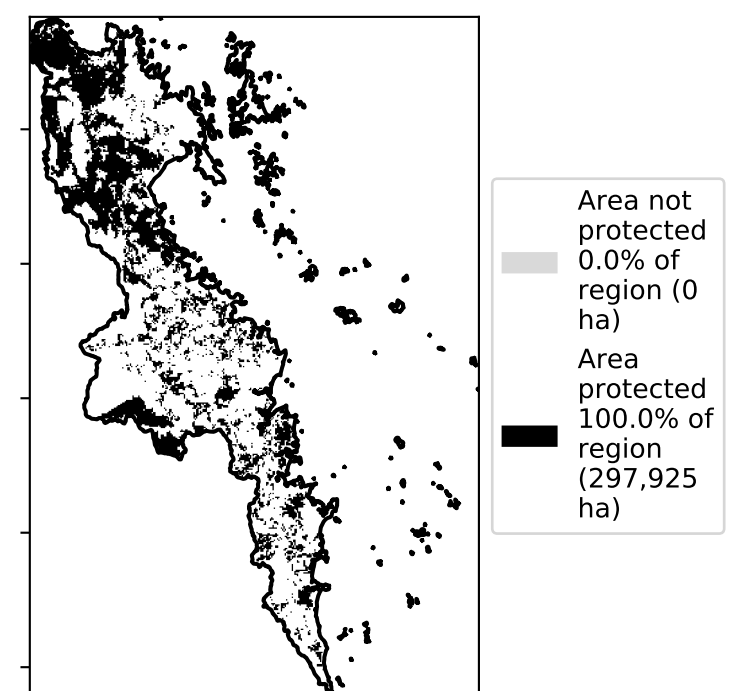 Area not
protected
0.0% of
region (0
ha)
Area
protected
100.0% of
region
(297,925
ha)